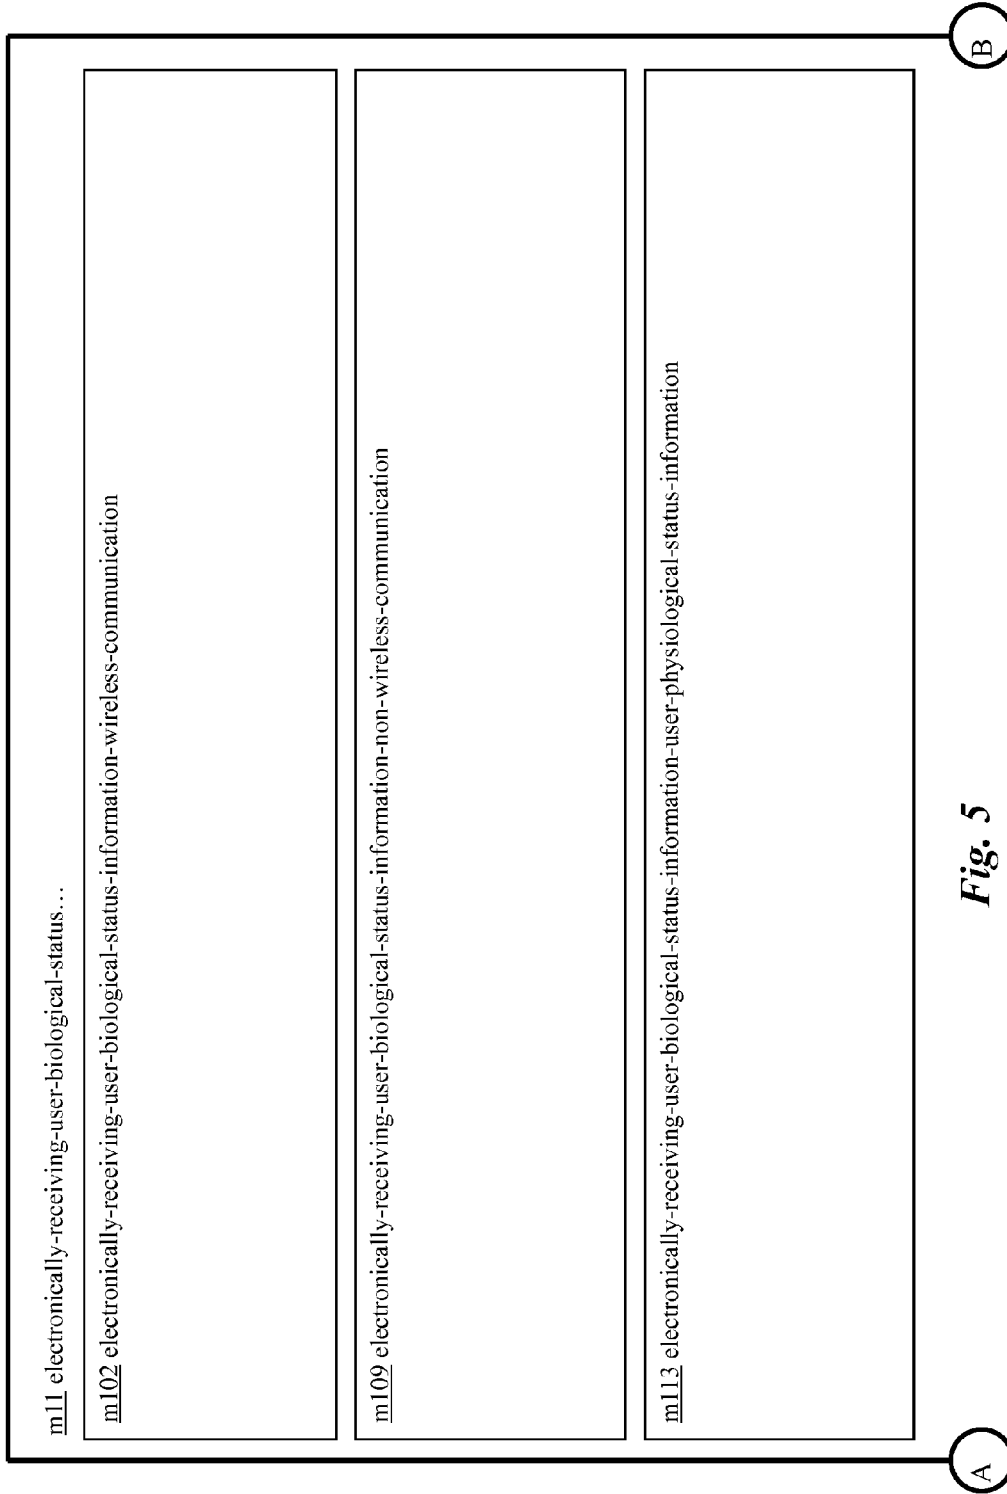 m11 electronically-receiving-user-biological-status…
m102 electronically-receiving-user-biological-status-information-wireless-communication
m109 electronically-receiving-user-biological-status-information-non-wireless-communication
m113 electronically-receiving-user-biological-status-information-user-physiological-status-information
A
B
Fig. 5